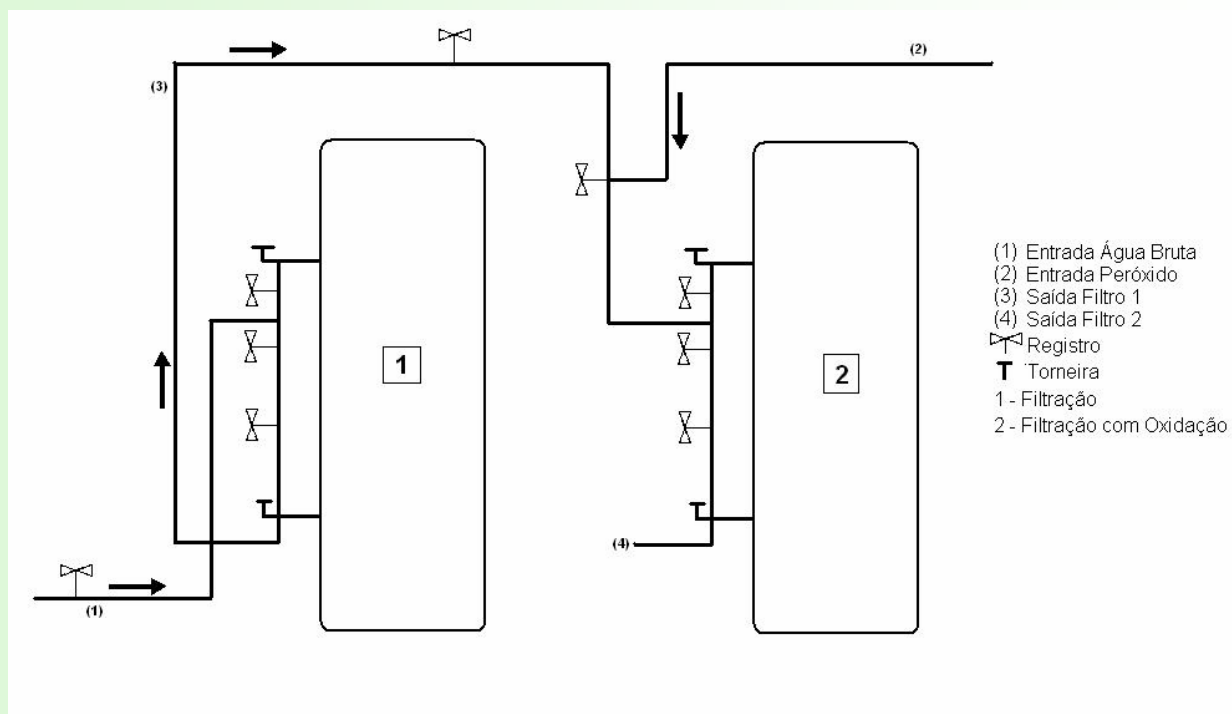 (3)
(2)
1
2
(4)
(1)
(1) Entrada Água Bruta
(2) Entrada Peróxido
(3) Saída Filtro 1
(4) Saída Filtro 2
Registro
Torneira
1 - Filtração
2 - Filtração com Oxidação